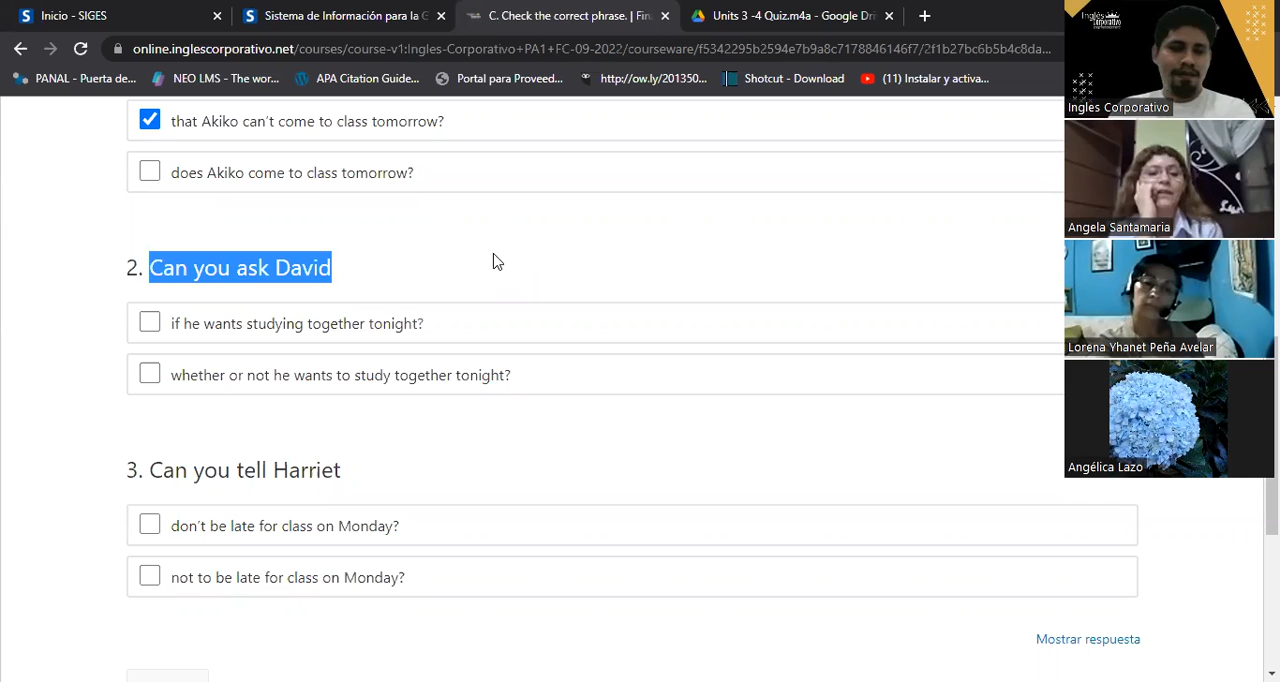 Inicio - SIGES
Sistema de Información para la G
C. Check the correct phrase. | Fin
Units 3 -4 Quiz.m4a - Google Dri
online.inglescorporativo.net/courses/course-v1:Ingles-Corporativo+PA1+FC-09-2022/courseware/f5342295b2594e7b9a8c7178846146f7/2f1b27bc6b5b4c8da...
PANAL - Puerta de...
NEO LMS - The wor...
APA Citation Guide...
Portal para Proveed...
http://ow.ly/201350...
Shotcut - Download
(11) Instalar y activa...
that Akiko can't come to class tomorrow?
does Akiko come to class tomorrow?
2. Can you ask David
if he wants studying together tonight?
whether or not he wants to study together tonight?
3. Can you tell Harriet
don't be late for class on Monday?
not to be late for class on Monday?
Mostrar respuesta
Inglés
Corporativo
Ingles Corporativo
Angela Santamaria
Lorena Yhanet Peña Avelar
Angélica Lazo